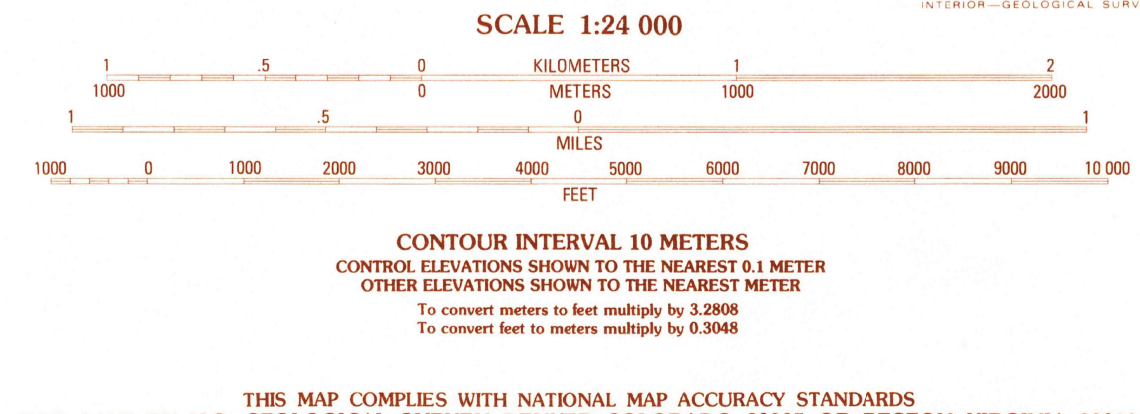 INTERIOR—GEOLOGICAL SURV
SCALE 1:24 000
1 .5 0 KILOMETERS 1 2
1000 0 METERS 1000 2000
1 .5 0 1
MILES
1000 0 1000 2000 3000 4000 5000 6000 7000 8000 9000 10 000
FEET
CONTOUR INTERVAL 10 METERS
CONTROL ELEVATIONS SHOWN TO THE NEAREST 0.1 METER
OTHER ELEVATIONS SHOWN TO THE NEAREST METER
To convert meters to feet multiply by 3.2808
To convert feet to meters multiply by 0.3048
THIS MAP COMPLIES WITH NATIONAL MAP ACCURACY STANDARDS